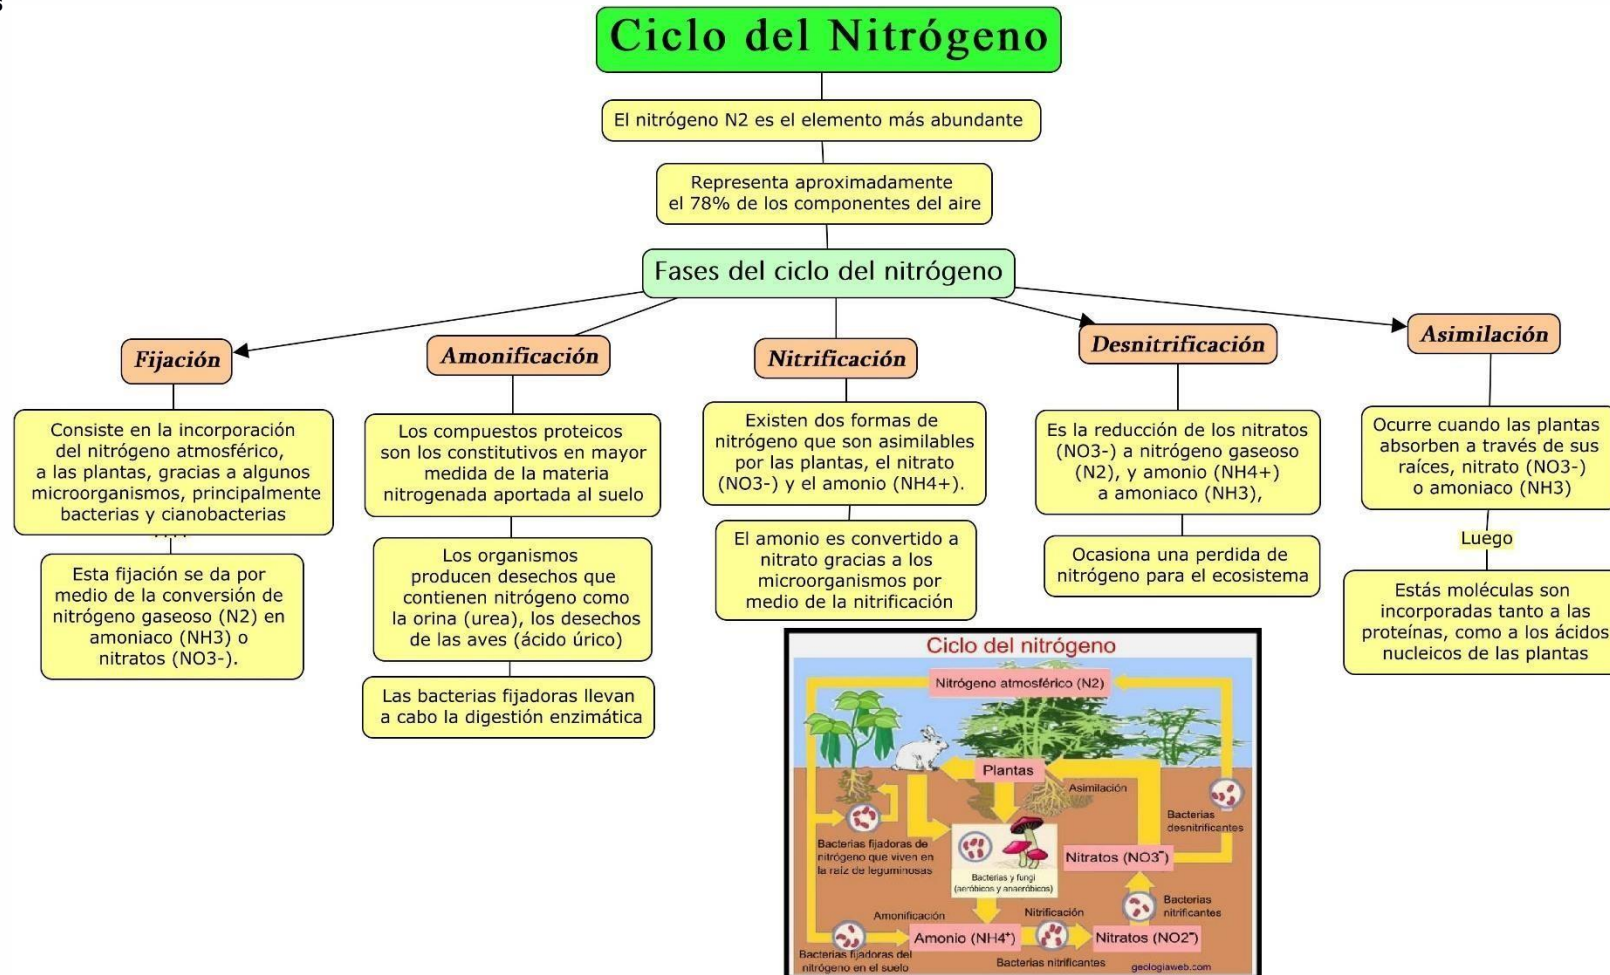 s
Ciclo del Nitrógeno
El nitrógeno N2 es el elemento más abundante
Representa aproximadamente
el 78% de los componentes del aire
Fases del ciclo del nitrógeno
Fijación
Consiste en la incorporación
del nitrógeno atmosférico,
a las plantas, gracias a algunos
microorganismos, principalmente
bacterias y cianobacterias
Esta fijación se da por
medio de la conversión de
nitrógeno gaseoso (N2) en
amoniaco (NH3) o
nitratos (NO3-).
Amonificación
Los compuestos proteicos
son los constitutivos en mayor
medida de la materia
nitrogenada aportada al suelo
Los organismos
producen desechos que
contienen nitrógeno como
la orina (urea), los desechos
de las aves (ácido úrico)
Las bacterias fijadoras llevan
a cabo la digestión enzimática
Nitrificación
Existen dos formas de
nitrógeno que son asimilables
por las plantas, el nitrato
(NO3-) y el amonio (NH4+).
El amonio es convertido a
nitrato gracias a los
microorganismos por
medio de la nitrificación
Desnitrificación
Es la reducción de los nitratos
(NO3-) a nitrógeno gaseoso
(N2), y amonio (NH4+)
a amoniaco (NH3),
Ocasiona una perdida de
nitrógeno para el ecosistema
Asimilación
Ocurre cuando las plantas
absorben a través de sus
raíces, nitrato (NO3-)
o amoniaco (NH3)
Luego
Estás moléculas son
incorporadas tanto a las
proteínas, como a los ácidos
nucleicos de las plantas
Ciclo del nitrógeno
Nitrógeno atmosférico (N2)
Plantas
Asimilación
Bacterias
desnitrificantes
Bacterias fijadoras de
nitrógeno que viven en
la raíz de leguminosas
Bacterias y fungi
(aeróbicos y anaeróbicos)
Nitratos (NO3-)
Bacterias
nitrificantes
Amonificación
Nitrificación
Amonio (NH4+)
Nitratos (NO2-)
Bacterias fijadoras del
nitrógeno en el suelo
Bacterias nitrificantes
geologiaweb.com